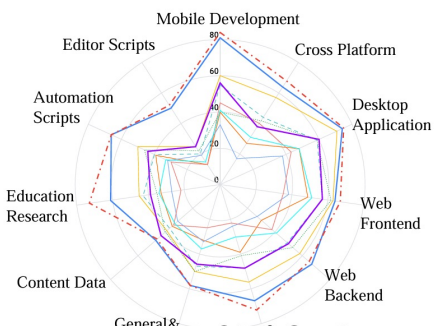 Mobile Development
Editor Scripts
Cross Platform
Automation
Scripts
Desktop
Application
Education
Research
Web
Frontend
Content Data
Web
Backend
General&
80
60
40
20
0